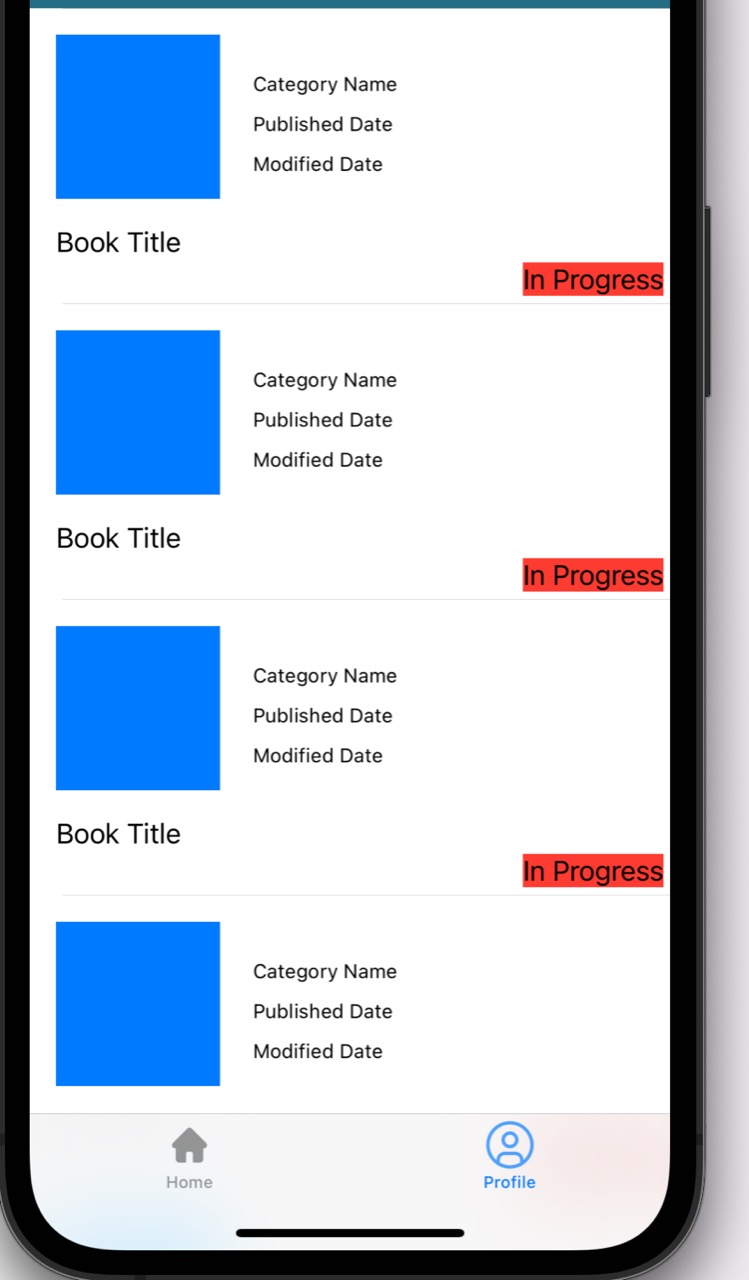 Category Name
Published Date
Modified Date
Book Title
In Progress
Category Name
Published Date
Modified Date
Book Title
In Progress
Category Name
Published Date
Modified Date
Book Title
In Progress
Category Name
Published Date
Modified Date
Home
Profile